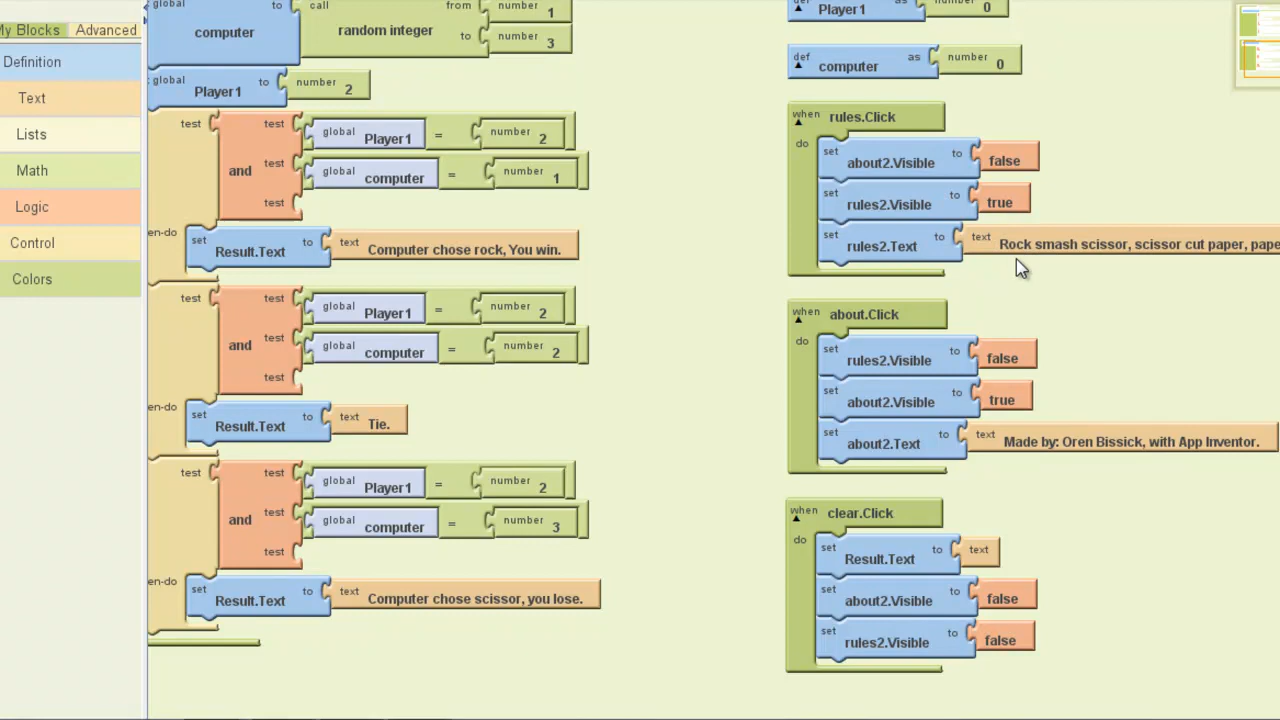 My Blocks Advanced
Definition
Text
Lists
Math
Logic
Control
Colors
global computer to call random integer from number 1
to number 3
global Player1 to number 2
test and test global Player1 = number 2
test global computer = number 1
test
set Result.Text to text Computer chose rock, You win.
test and test global Player1 = number 2
test global computer = number 2
test
set Result.Text to text Tie.
test and test global Player1 = number 2
test global computer = number 3
test
set Result.Text to text Computer chose scissor, you lose.
def Player1 as number 0
def computer as number 0
when rules.Click
do set about2.Visible to false
set rules2.Visible to true
set rules2.Text to text Rock smash scissor, scissor cut paper,
when about.Click
do set rules2.Visible to false
set about2.Visible to true
set about2.Text to text Made by: Oren Bissick, with App Inventor.
when clear.Click
do set Result.Text to text
set about2.Visible to false
set rules2.Visible to false